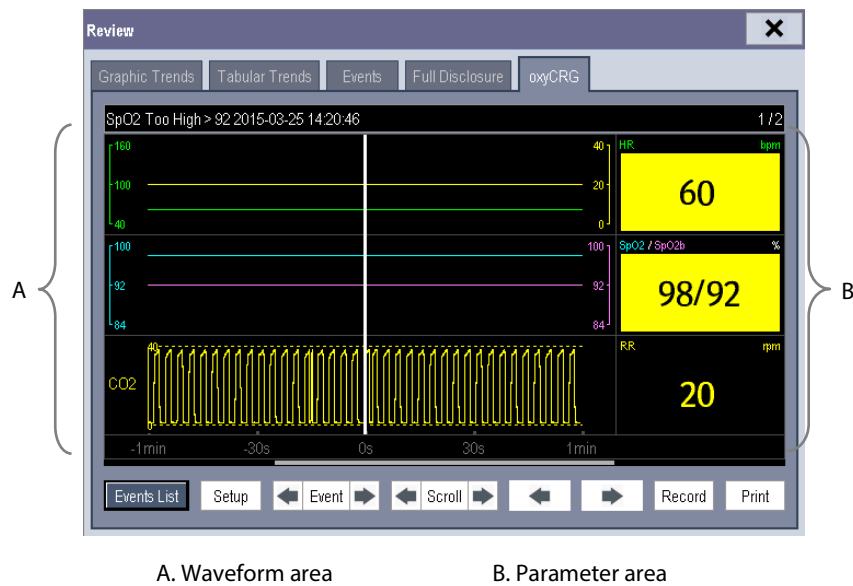 Review
Graphic Trends Tabular Trends Events Full Disclosure oxyCRG
SpO2 Too High > 92 2015-03-25 14:20:46 1/2
160 40 HR bpm
100 20 60
40 0
100 100 SpO2 / SpO2b %
92 92 98/92
84 84
40 RR rpm
CO2 20
0
-1min -30s 0s 30s 1min
Events List Setup Event Scroll Record Print
A B
A. Waveform area B. Parameter area